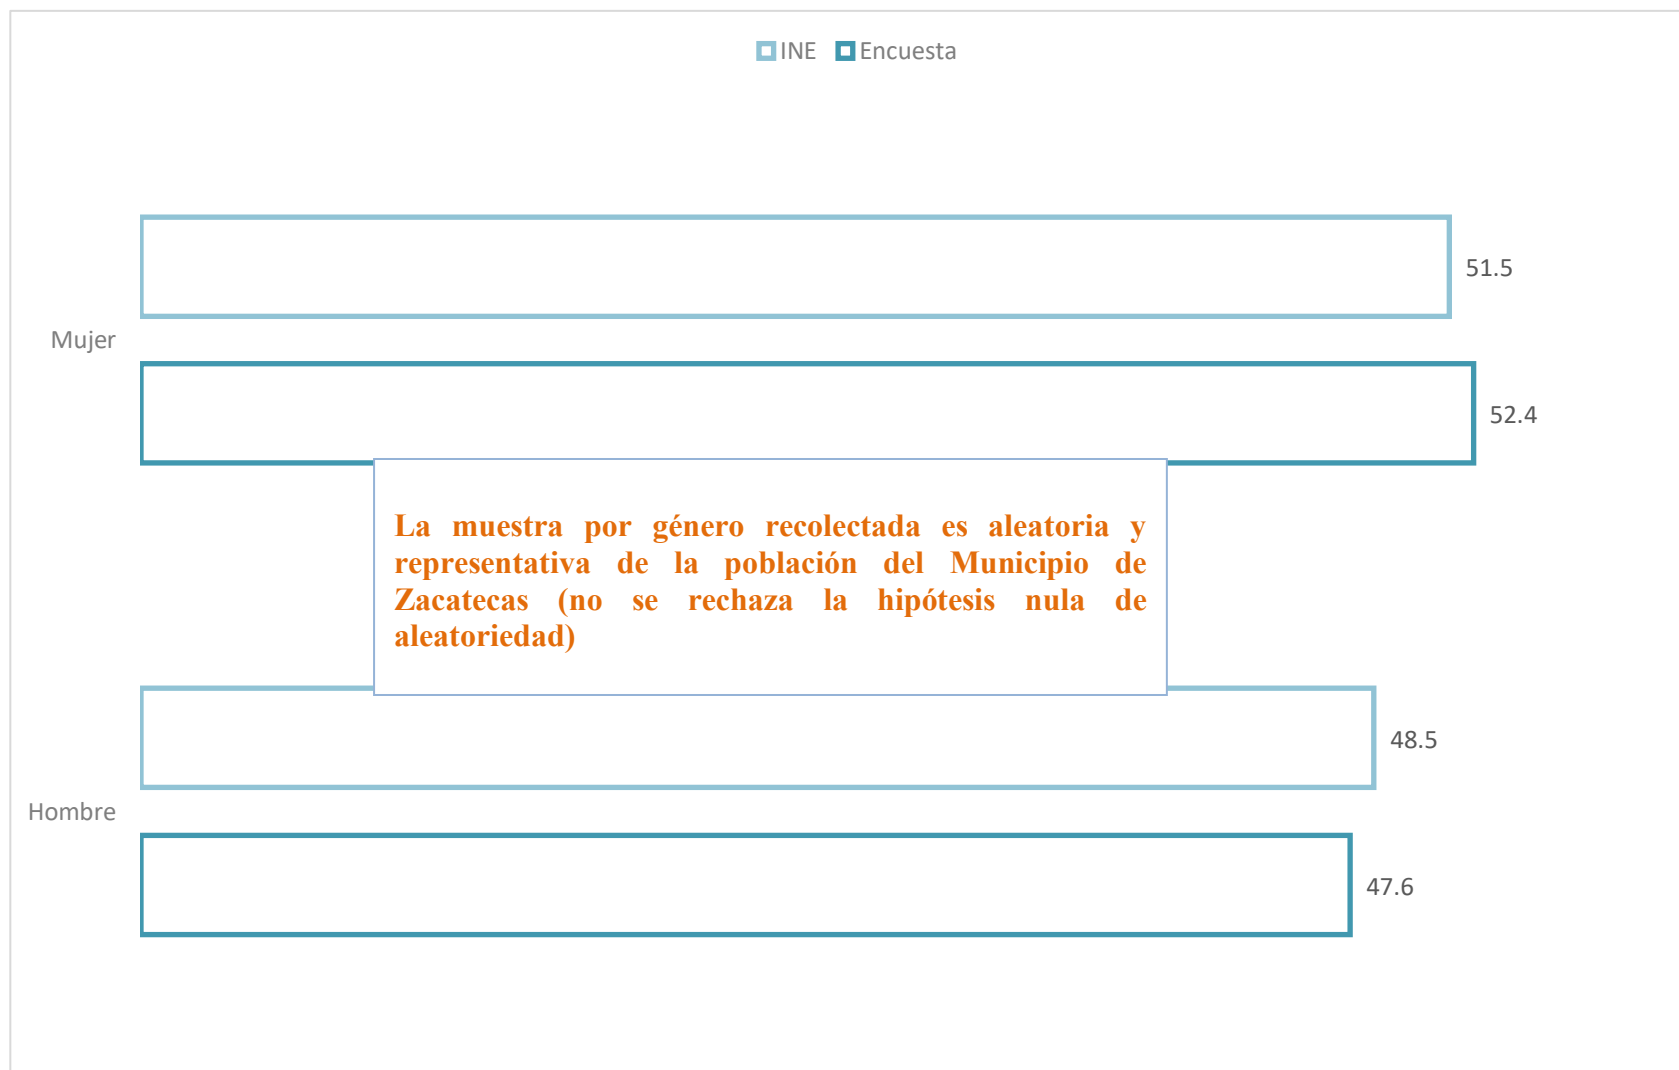 INE Encuesta
51.5
Mujer
52.4
La muestra por género recolectada es aleatoria y
representativa de la población del Municipio de
Zacatecas (no se rechaza la hipótesis nula de
aleatoriedad)
48.5
Hombre
47.6